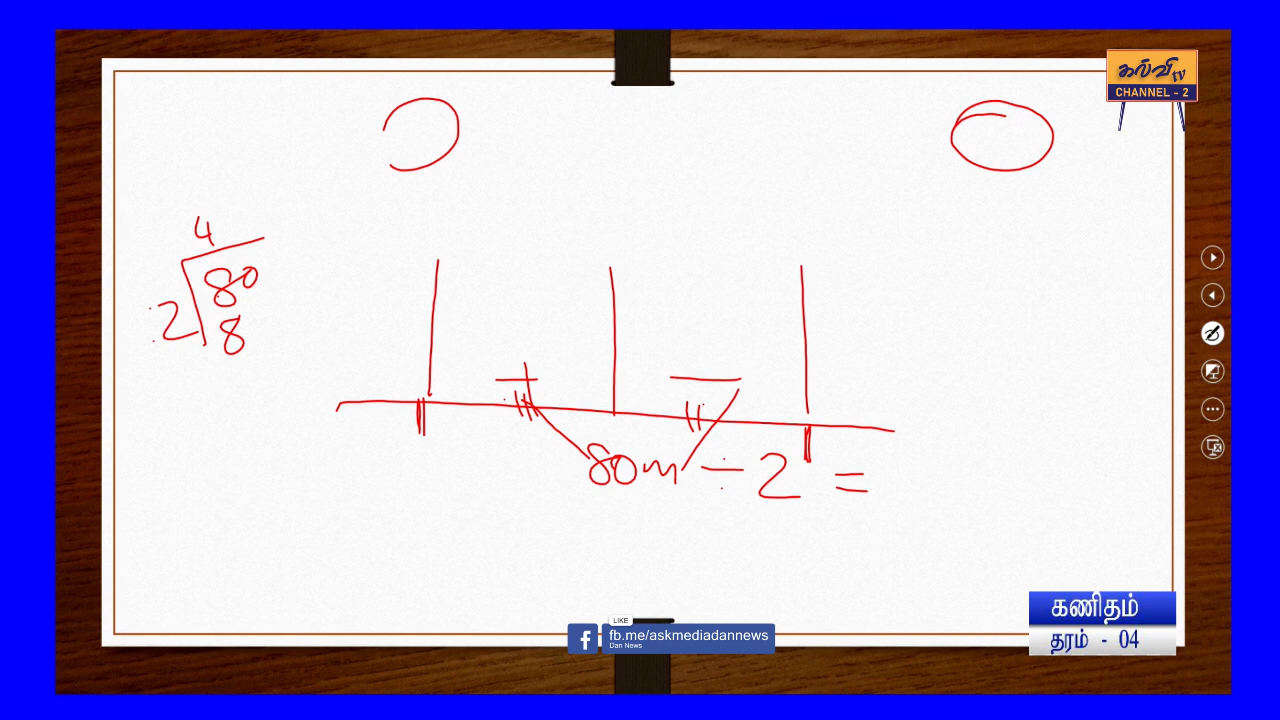 கல்வி tv
CHANNEL - 2
4
2 80
8
80m ÷ 2 =
கணிதம்
தரம் - 04
LIKE
f fb.me/askmediadannews
Dan News